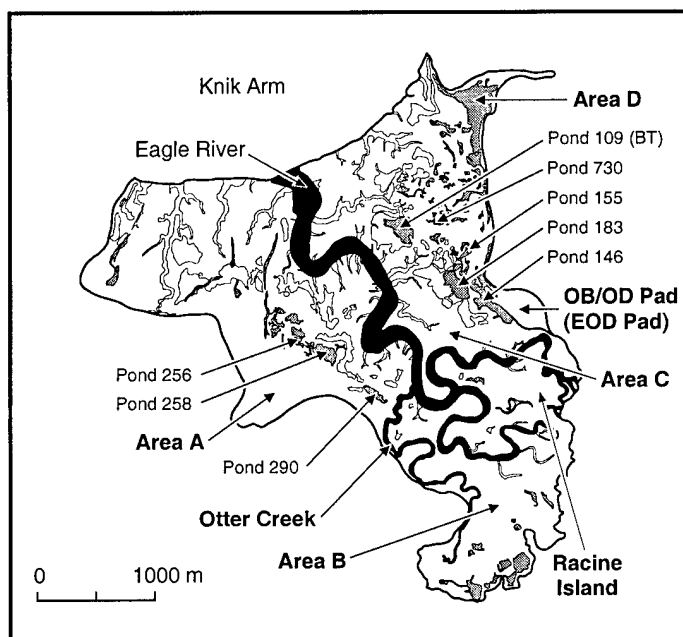 Knik Arm
Area D
Eagle River
Pond 109 (BT)
Pond 730
Pond 155
Pond 183
Pond 146
OB/OD Pad
(EOD Pad)
Pond 256
Pond 258
Area C
Area A
Pond 290
Otter Creek
Area B
Racine
Island
0 1000 m